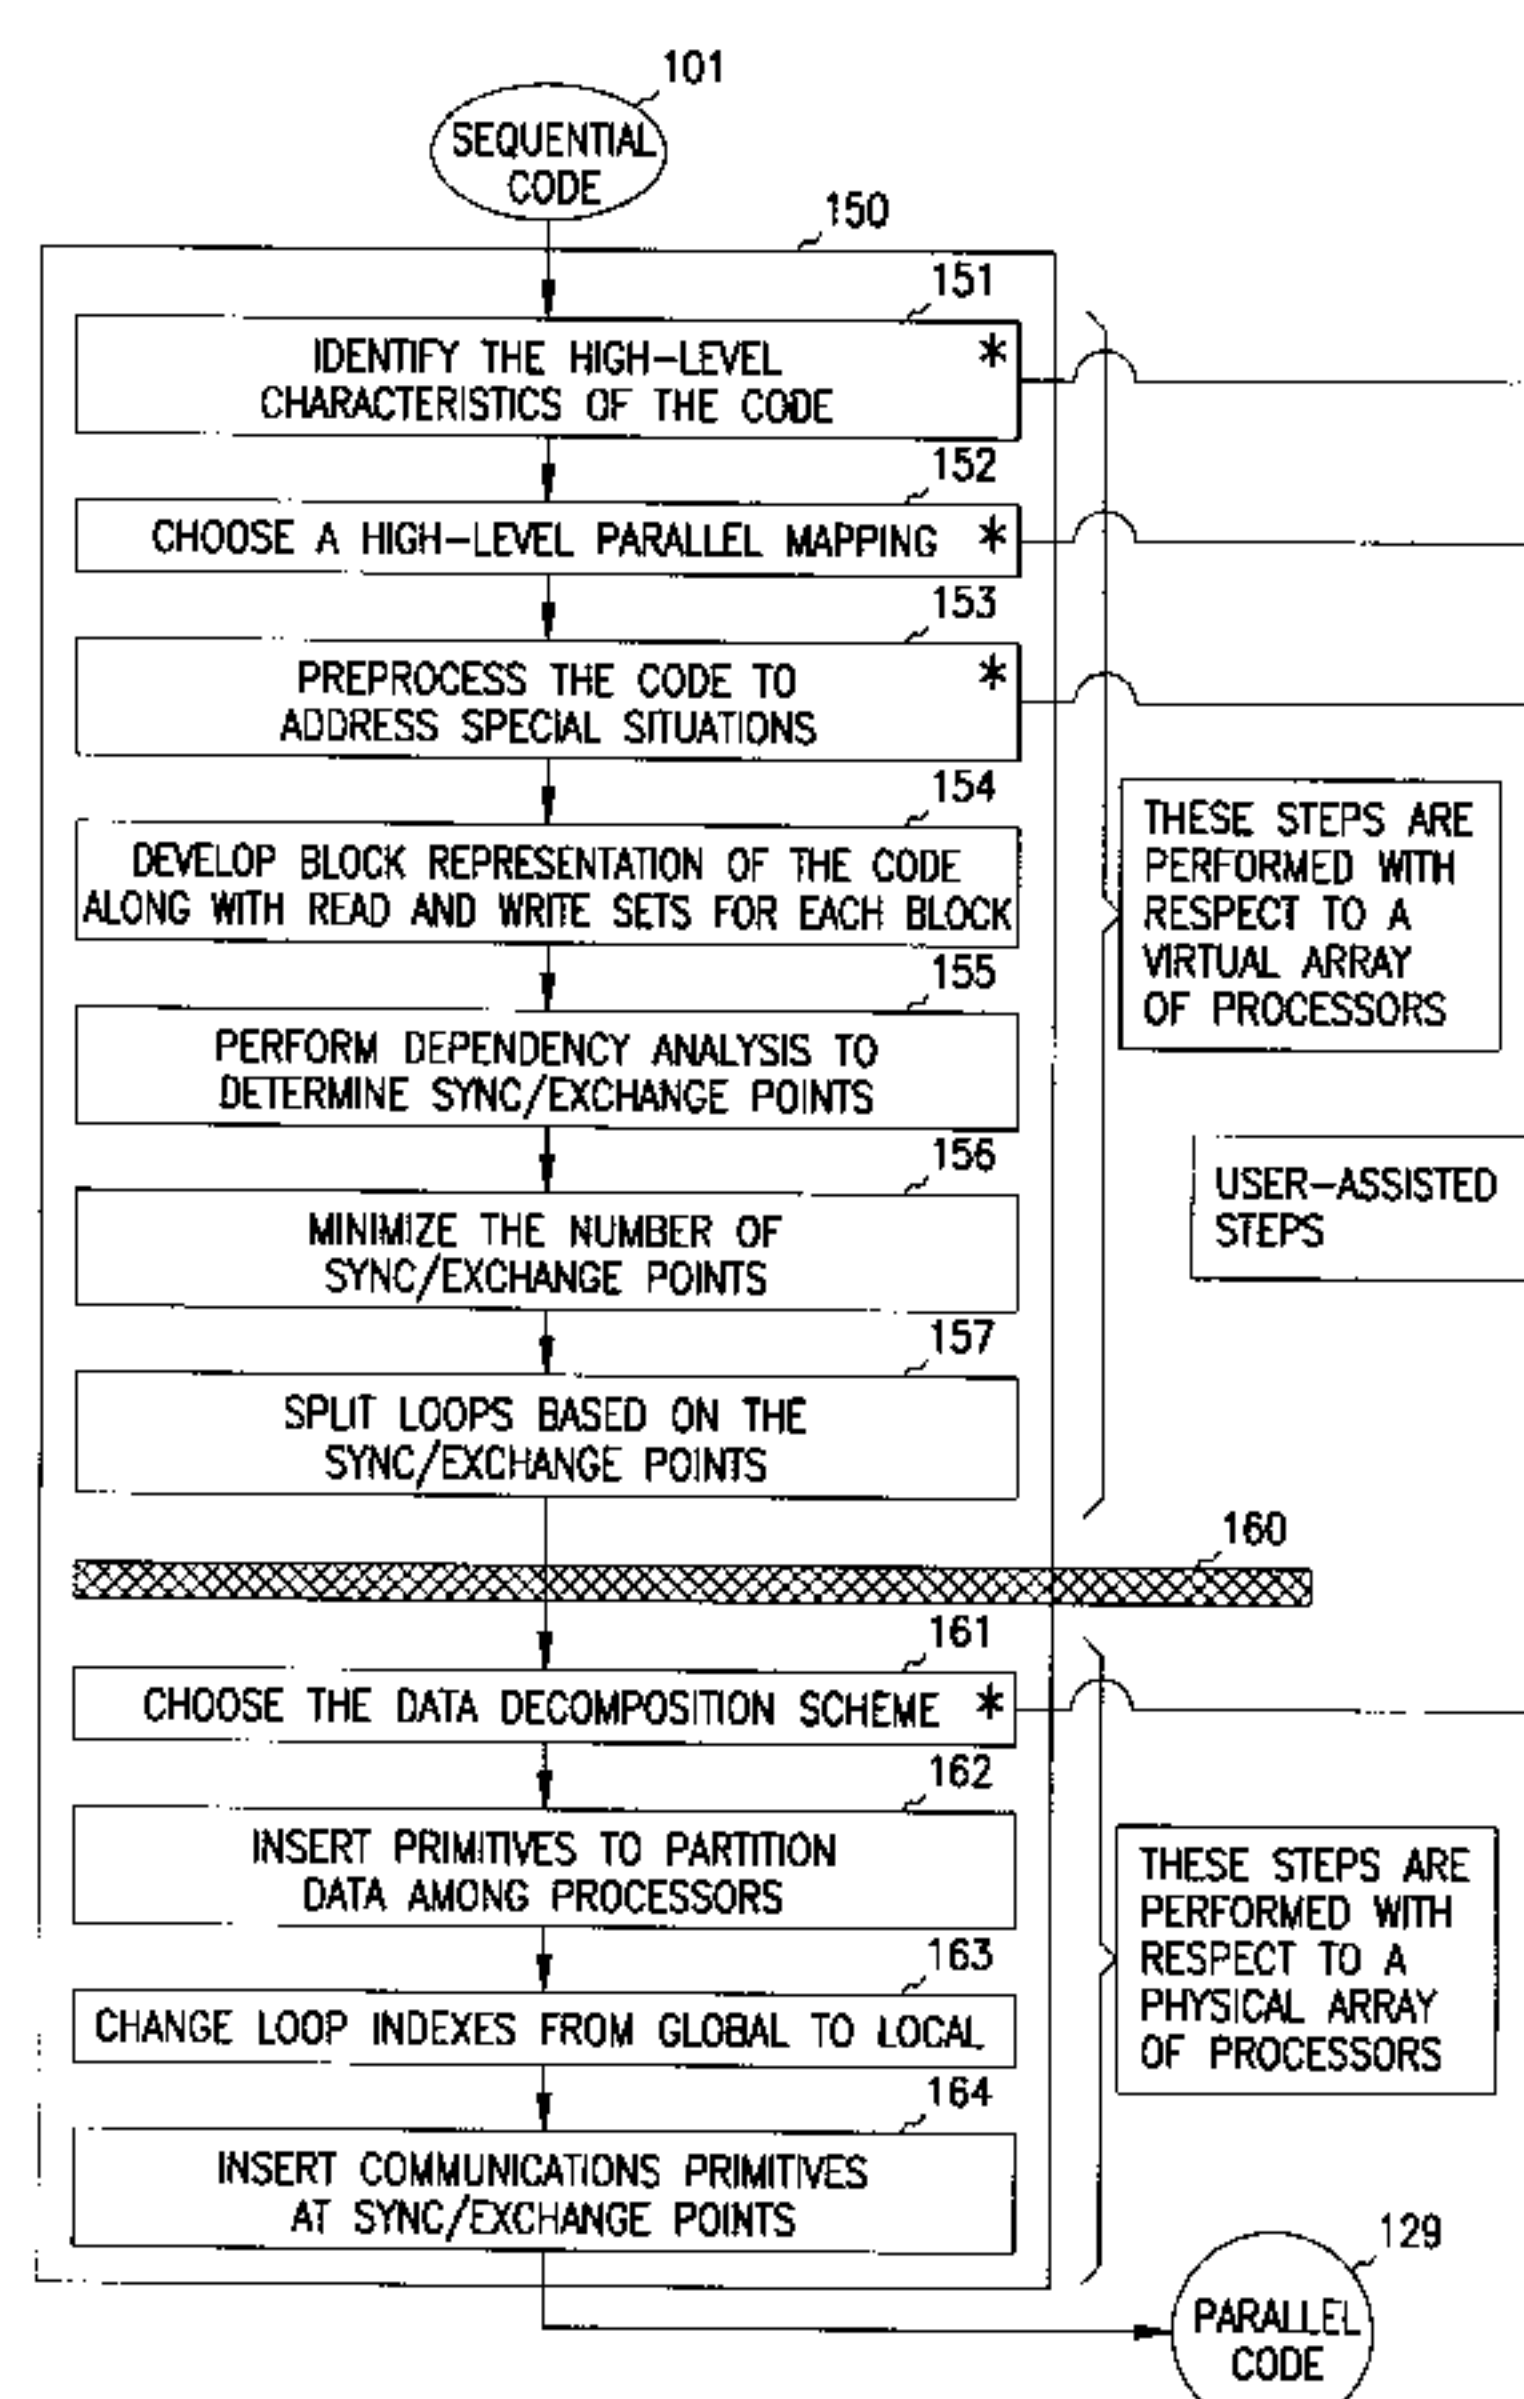 101
SEQUENTIAL
CODE
150
151
IDENTIFY THE HIGH-LEVEL
CHARACTERISTICS OF THE CODE
*
152
CHOOSE A HIGH-LEVEL PARALLEL MAPPING *
153
PREPROCESS THE CODE TO
ADDRESS SPECIAL SITUATIONS
*
154
DEVELOP BLOCK REPRESENTATION OF THE CODE
ALONG WITH READ AND WRITE SETS FOR EACH BLOCK
THESE STEPS ARE
PERFORMED WITH
RESPECT TO A
VIRTUAL ARRAY
OF PROCESSORS
155
PERFORM DEPENDENCY ANALYSIS TO
DETERMINE SYNC/EXCHANGE POINTS
156
MINIMIZE THE NUMBER OF
SYNC/EXCHANGE POINTS
USER-ASSISTED
STEPS
157
SPLIT LOOPS BASED ON THE
SYNC/EXCHANGE POINTS
160
161
CHOOSE THE DATA DECOMPOSITION SCHEME *
162
INSERT PRIMITIVES TO PARTITION
DATA AMONG PROCESSORS
THESE STEPS ARE
PERFORMED WITH
RESPECT TO A
PHYSICAL ARRAY
OF PROCESSORS
163
CHANGE LOOP INDEXES FROM GLOBAL TO LOCAL
164
INSERT COMMUNICATIONS PRIMITIVES
AT SYNC/EXCHANGE POINTS
129
PARALLEL
CODE